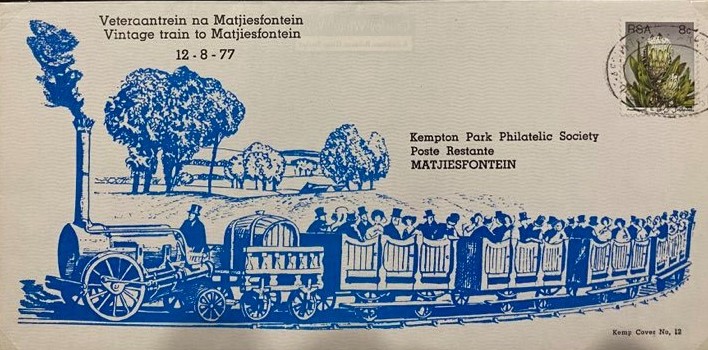 Veteraantrein na Matjiesfontein
Vintage train to Matjiesfontein
12-8-77
RSA 8c
Kempton Park Philatelic Society
Poste Restante
MATJIESFONTEIN
Kemp Cover No, 12